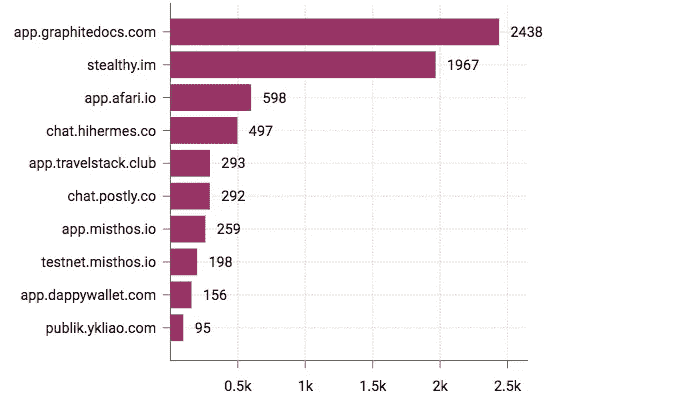 app.graphitedocs.com 2438
stealthy.im 1967
app.afari.io 598
chat.hihermes.co 497
app.travelstack.club 293
chat.postly.co 292
app.misthos.io 259
testnet.misthos.io 198
app.dappywallet.com 156
publik.ykliao.com 95
0.5k 1k 1.5k 2k 2.5k